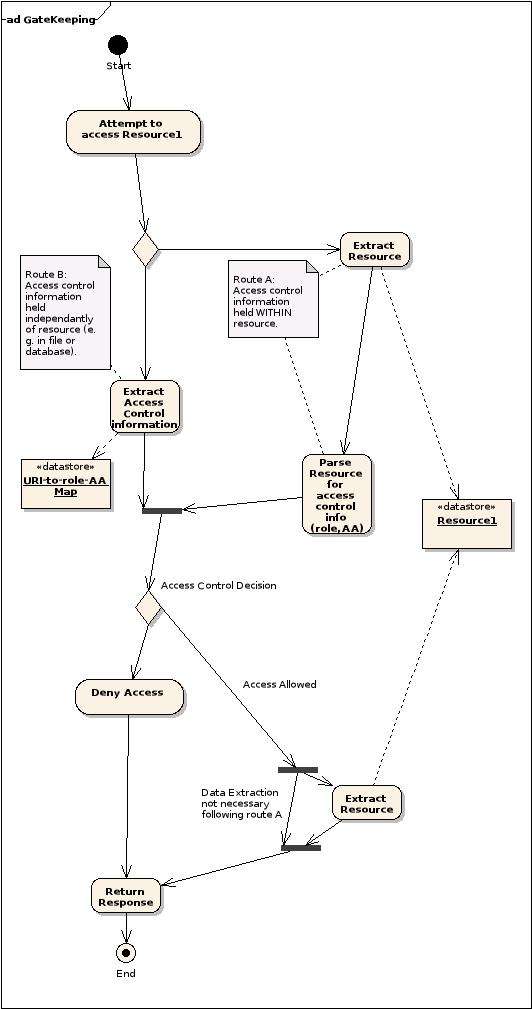 ad GateKeeping
Start
Attempt to
access Resource1
Extract
Resource
Route B:
Access control
information
held
independantly
of resource (e.
g. in file or
database).
Route A:
Access control
information
held WITHIN
resource.
Extract
Access
Control
information
«datastore»
URI-to-role-AA
Map
Parse
Resource
for
access
control
info
(role,AA)
«datastore»
Resource1
Access Control Decision
Deny Access
Access Allowed
Data Extraction
not necessary
following route A
Extract
Resource
Return
Response
End